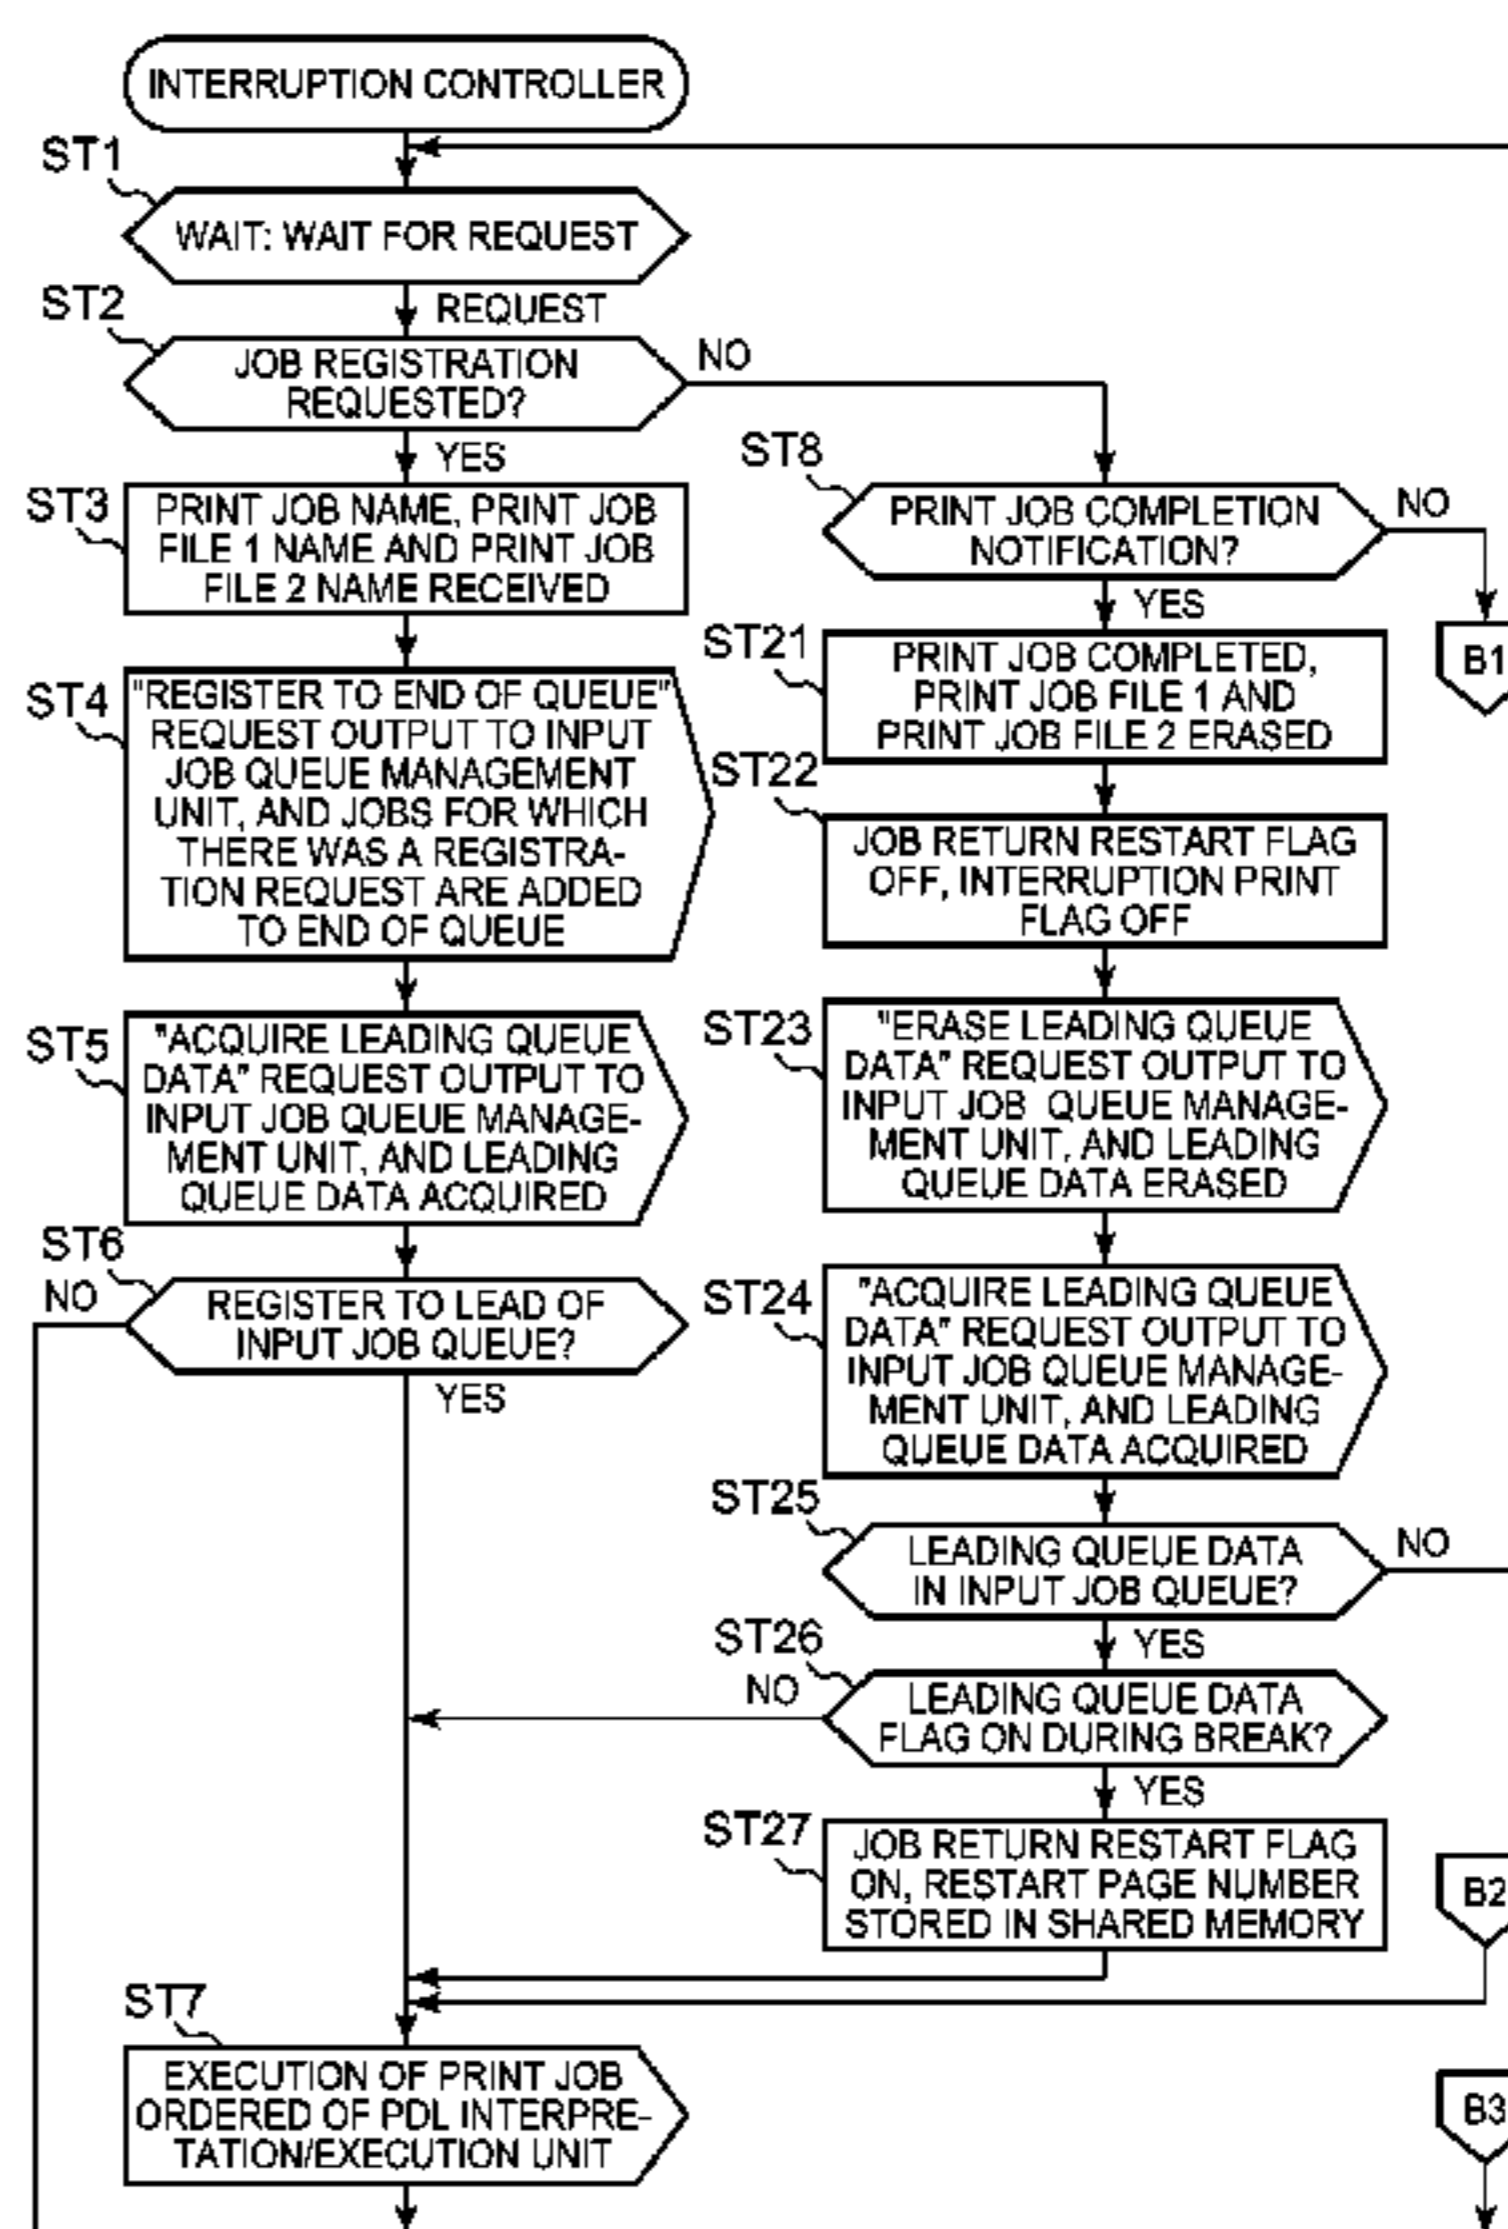 INTERRUPTION CONTROLLER
ST1
WAIT: WAIT FOR REQUEST
REQUEST
ST2
JOB REGISTRATION
REQUESTED?
NO
YES
ST3
PRINT JOB NAME, PRINT JOB
FILE 1 NAME AND PRINT JOB
FILE 2 NAME RECEIVED
ST4
"REGISTER TO END OF QUEUE"
REQUEST OUTPUT TO INPUT
JOB QUEUE MANAGEMENT
UNIT, AND JOBS FOR WHICH
THERE WAS A REGISTRA-
TION REQUEST ARE ADDED
TO END OF QUEUE
ST5
"ACQUIRE LEADING QUEUE
DATA" REQUEST OUTPUT TO
INPUT JOB QUEUE MANAGE-
MENT UNIT, AND LEADING
QUEUE DATA ACQUIRED
ST6
NO
REGISTER TO LEAD OF
INPUT JOB QUEUE?
YES
ST8
PRINT JOB COMPLETION
NOTIFICATION?
NO
B1
YES
ST21
PRINT JOB COMPLETED,
PRINT JOB FILE 1 AND
PRINT JOB FILE 2 ERASED
ST22
JOB RETURN RESTART FLAG
OFF, INTERRUPTION PRINT
FLAG OFF
ST23
"ERASE LEADING QUEUE
DATA" REQUEST OUTPUT TO
INPUT JOB QUEUE MANAGE-
MENT UNIT, AND LEADING
QUEUE DATA ERASED
ST24
"ACQUIRE LEADING QUEUE
DATA" REQUEST OUTPUT TO
INPUT JOB QUEUE MANAGE-
MENT UNIT, AND LEADING
QUEUE DATA ACQUIRED
ST25
LEADING QUEUE DATA
IN INPUT JOB QUEUE?
NO
YES
ST26
NO
LEADING QUEUE DATA
FLAG ON DURING BREAK?
YES
ST27
JOB RETURN RESTART FLAG
ON, RESTART PAGE NUMBER
STORED IN SHARED MEMORY
B2
ST7
EXECUTION OF PRINT JOB
ORDERED OF PDL INTERPRE-
TATION/EXECUTION UNIT
B3